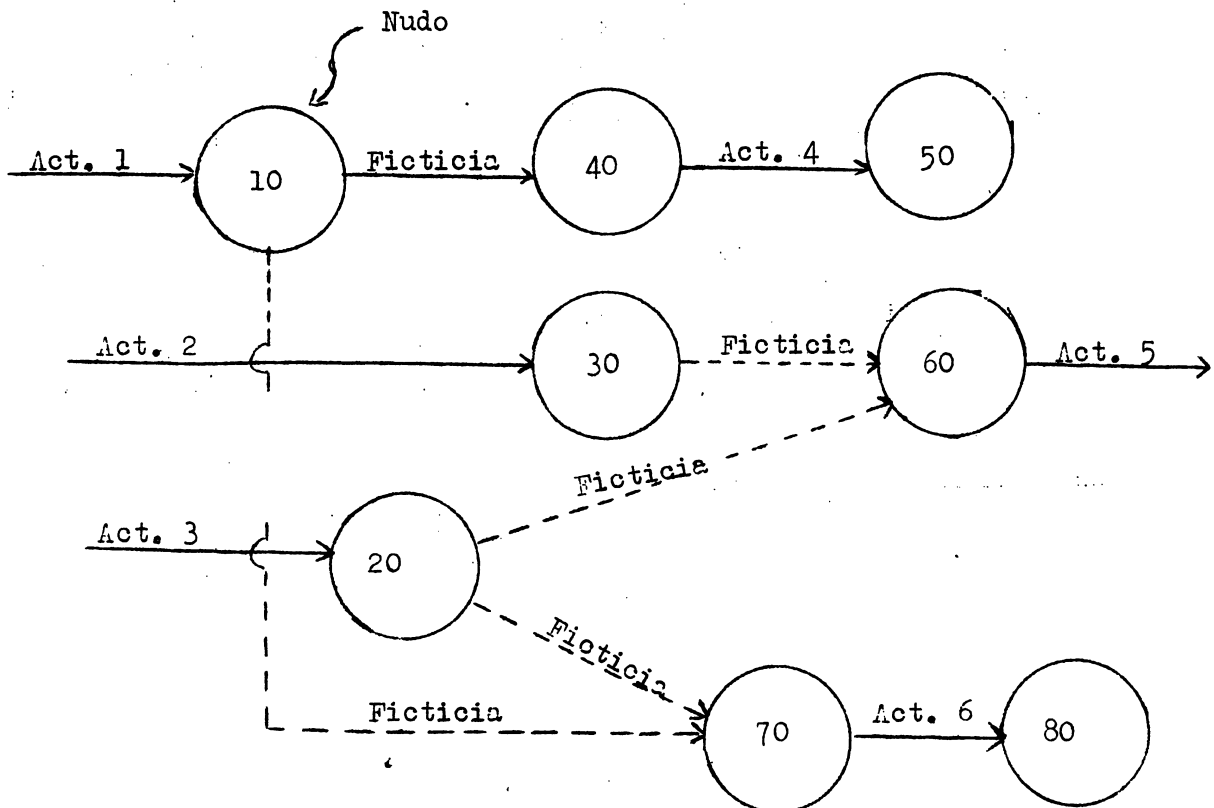 Nudo
Act. 1
10
Ficticia
40
Act. 4
50
Act. 2
30
Ficticia
60
Act. 5
Ficticia
Act. 3
20
Ficticia
Ficticia
70
Act. 6
80